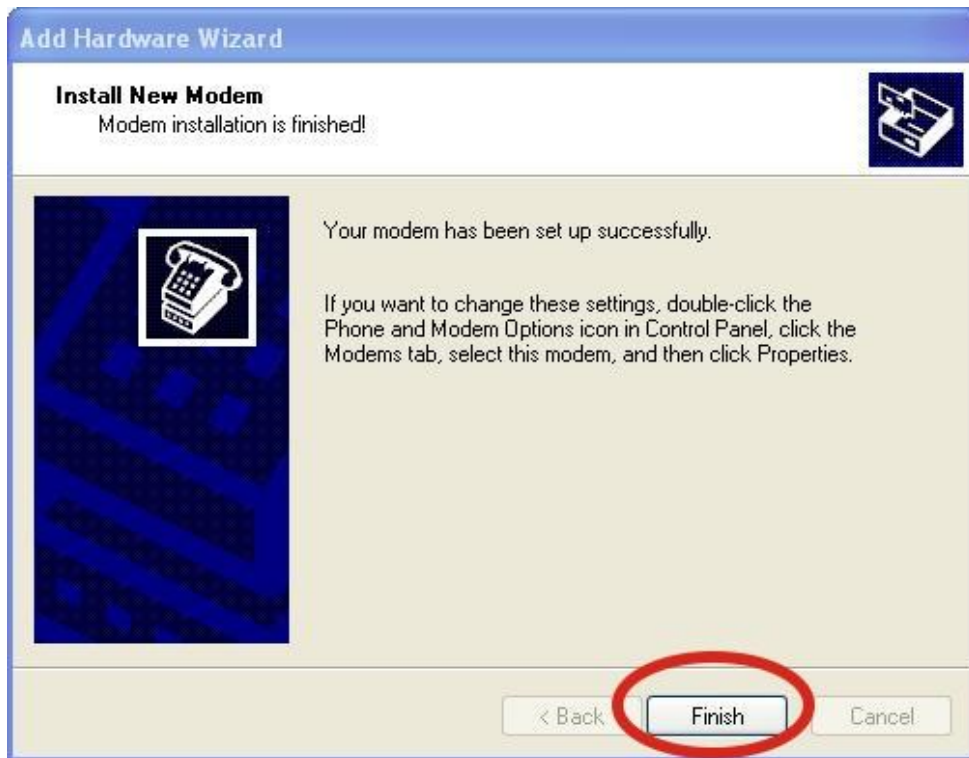 Add Hardware Wizard
Install New Modem
Modem installation is finished!
Your modem has been set up successfully.
If you want to change these settings, double-click the
Phone and Modem Options icon in Control Panel, click the
Modems tab, select this modem, and then click Properties.
< Back Finish Cancel